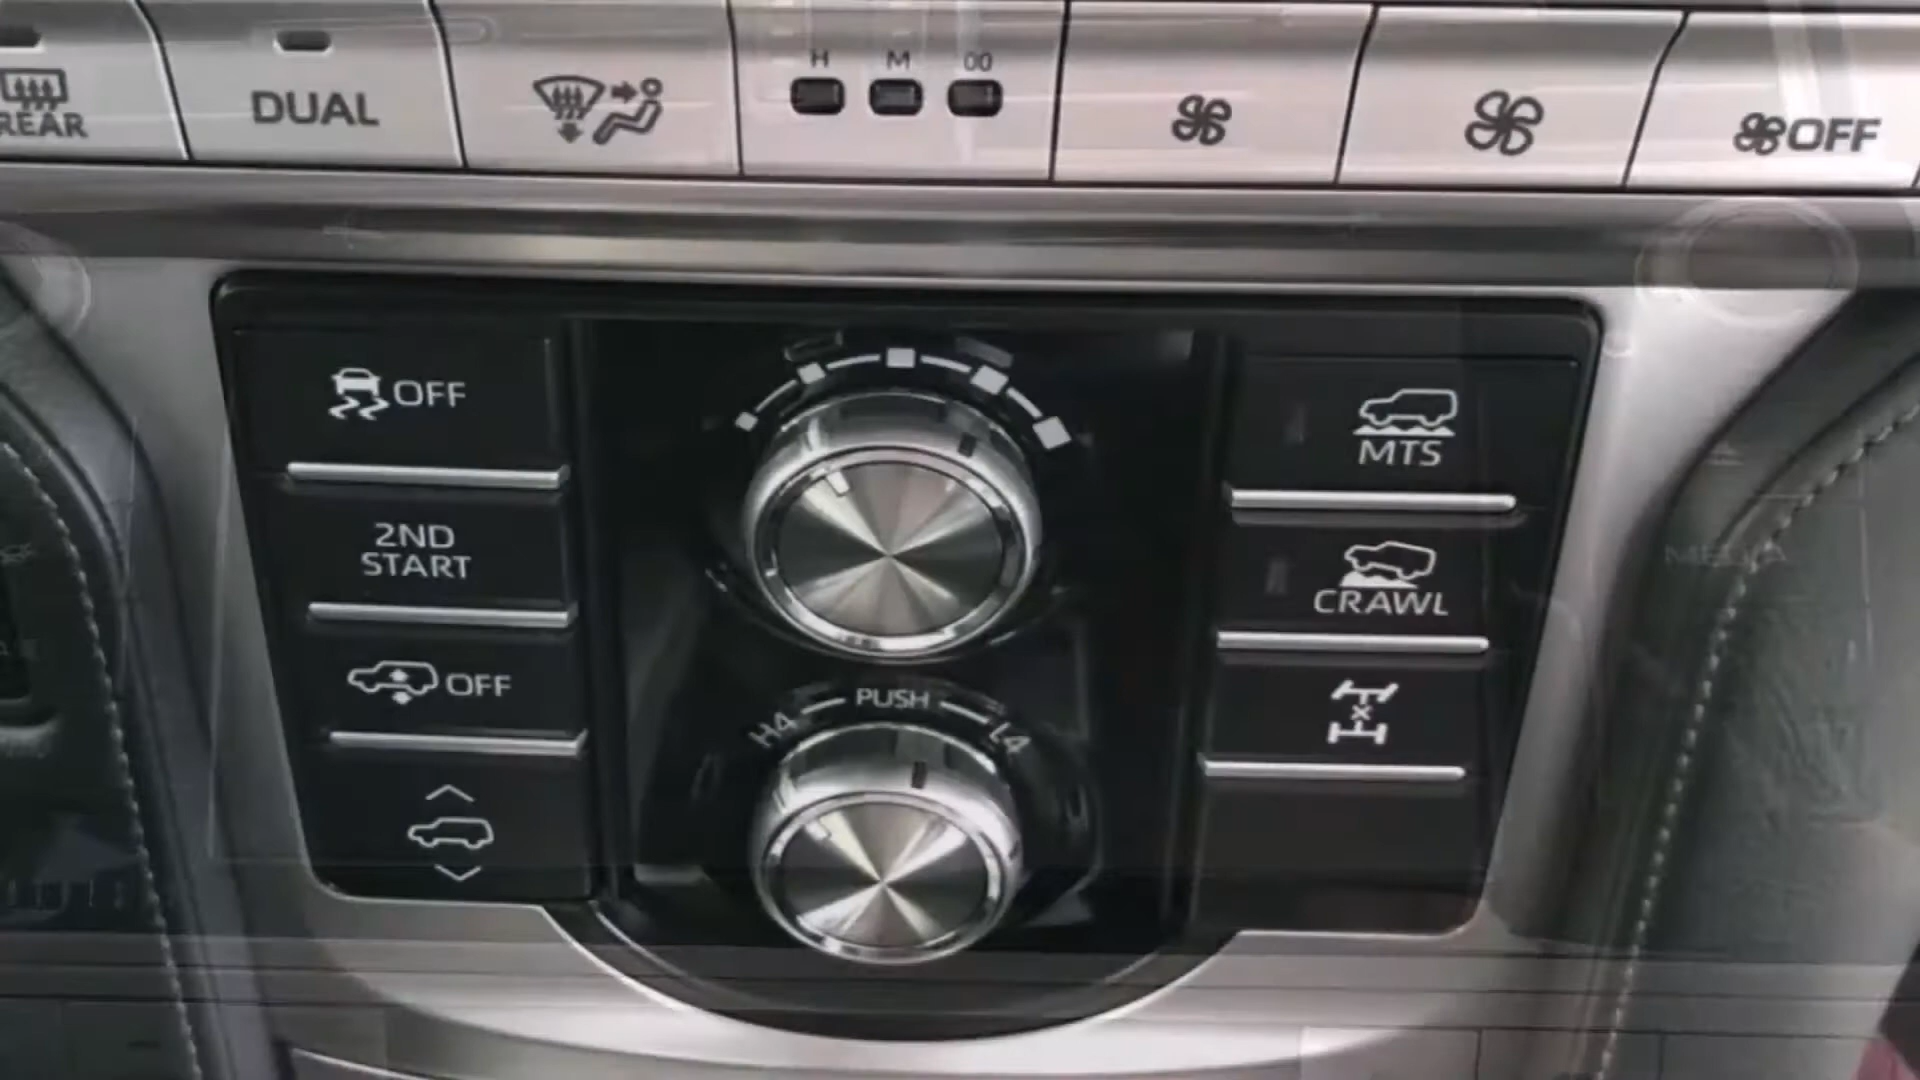 REAR
DUAL
H M 00
OFF
OFF
MTS
2ND
START
CRAWL
OFF
PUSH
H4 L4